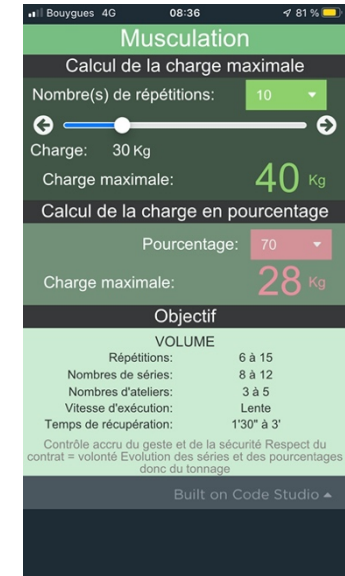 Bouygues 4G 08:36 81 %
Musculation
Calcul de la charge maximale
Nombre(s) de répétitions: 10
Charge: 30 Kg
Charge maximale: 40 Kg
Calcul de la charge en pourcentage
Pourcentage: 70
Charge maximale: 28 Kg
Objectif
VOLUME
Répétitions: 6 à 15
Nombres de séries: 8 à 12
Nombres d'ateliers: 3 à 5
Vitesse d'exécution: Lente
Temps de récupération: 1'30" à 3'
Contrôle accru du geste et de la sécurité Respect du
contrat = volonté Evolution des séries et des pourcentages
donc du tonnage
Built on Code Studio